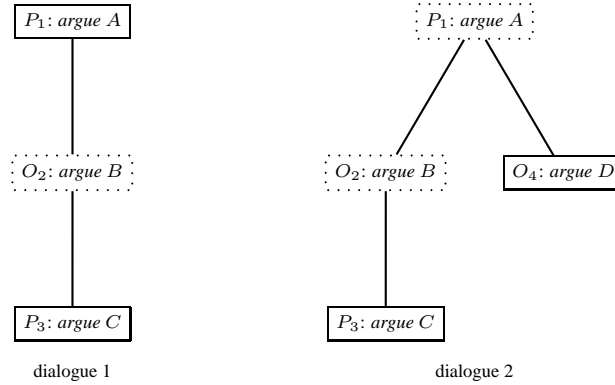 P₁: argue A P₁: argue A
O₂: argue B O₂: argue B O₄: argue D
P₃: argue C P₃: argue C
dialogue 1 dialogue 2